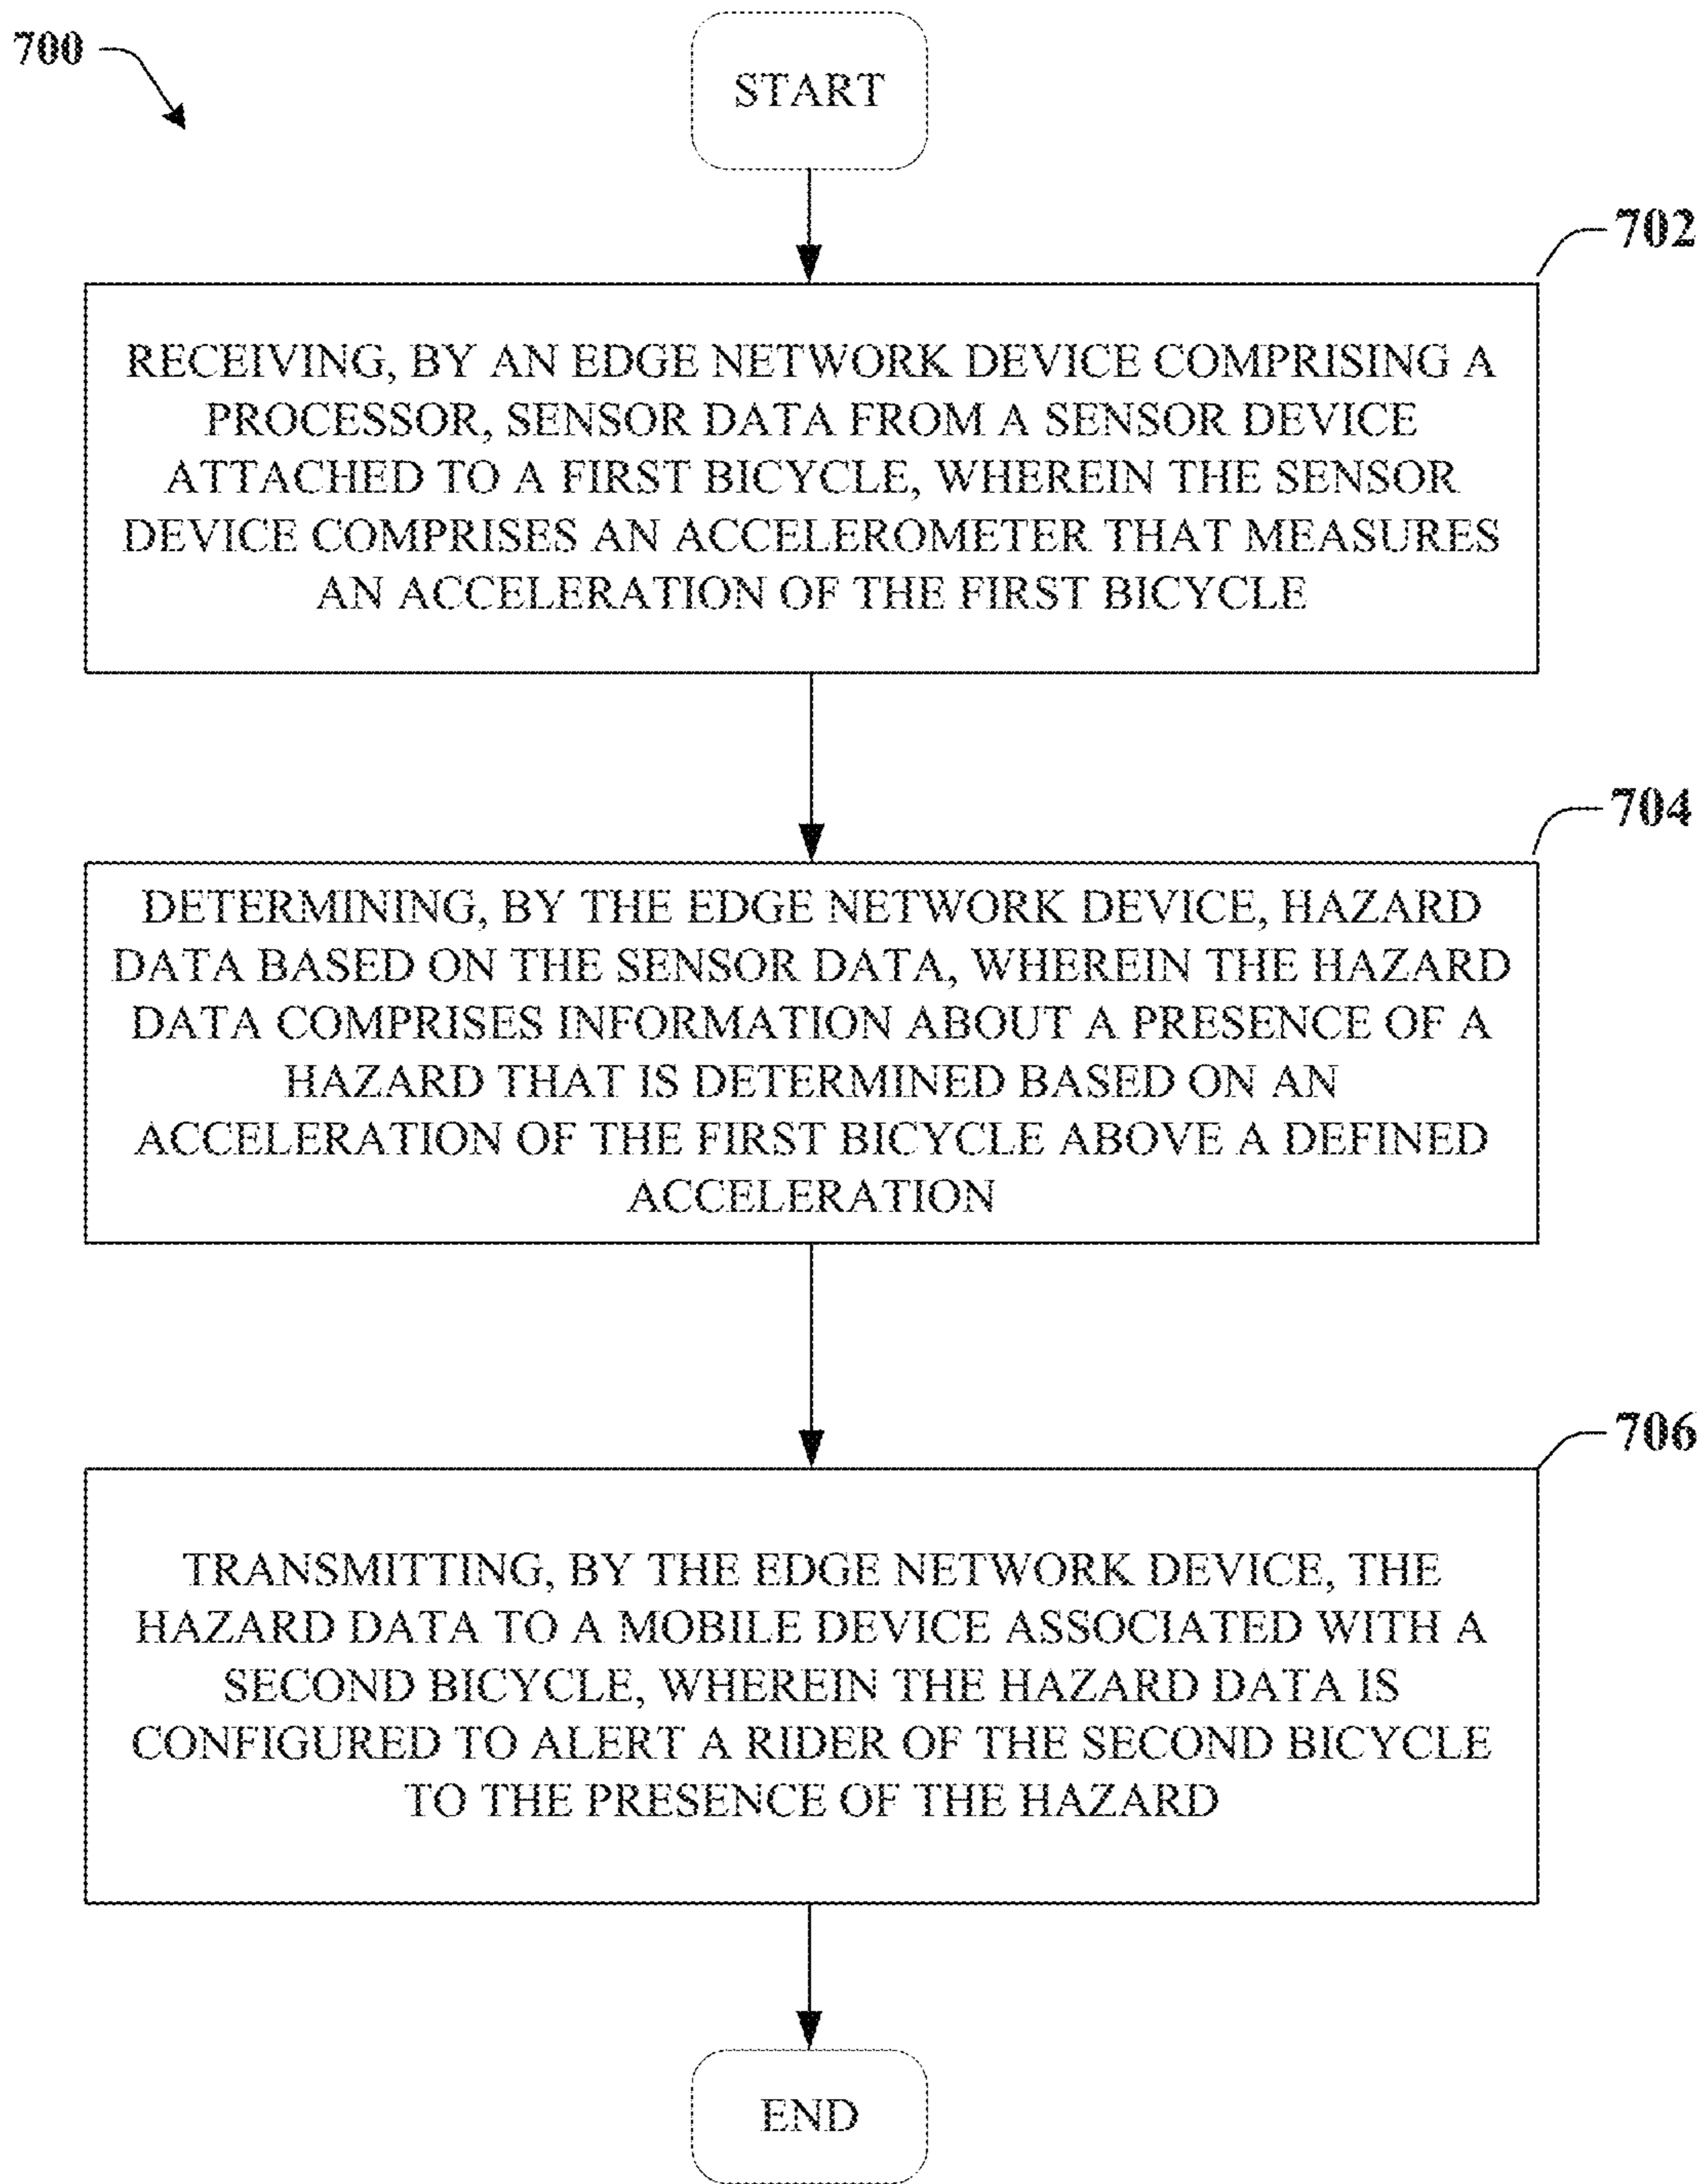 700
START
702
RECEIVING, BY AN EDGE NETWORK DEVICE COMPRISING A
PROCESSOR, SENSOR DATA FROM A SENSOR DEVICE
ATTACHED TO A FIRST BICYCLE, WHEREIN THE SENSOR
DEVICE COMPRISES AN ACCELEROMETER THAT MEASURES
AN ACCELERATION OF THE FIRST BICYCLE
704
DETERMINING, BY THE EDGE NETWORK DEVICE, HAZARD
DATA BASED ON THE SENSOR DATA, WHEREIN THE HAZARD
DATA COMPRISES INFORMATION ABOUT A PRESENCE OF A
HAZARD THAT IS DETERMINED BASED ON AN
ACCELERATION OF THE FIRST BICYCLE ABOVE A DEFINED
ACCELERATION
706
TRANSMITTING, BY THE EDGE NETWORK DEVICE, THE
HAZARD DATA TO A MOBILE DEVICE ASSOCIATED WITH A
SECOND BICYCLE, WHEREIN THE HAZARD DATA IS
CONFIGURED TO ALERT A RIDER OF THE SECOND BICYCLE
TO THE PRESENCE OF THE HAZARD
END